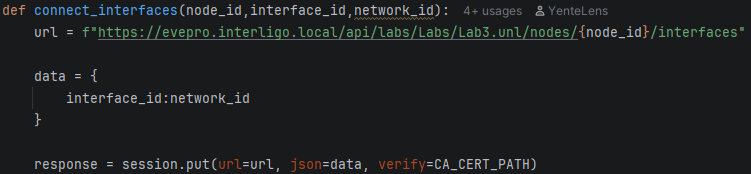 def connect_interfaces(node_id,interface_id,network_id): 4+ usages YenteLens
    url = f"https://evepro.interligo.local/api/labs/Labs/Lab3.unl/nodes/{node_id}/interfaces"
    data = {
        interface_id:network_id
    }
    response = session.put(url=url, json=data, verify=CA_CERT_PATH)